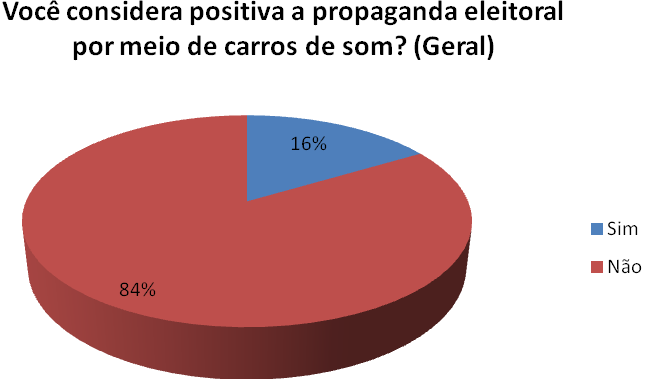 Você considera positiva a propaganda eleitoral
por meio de carros de som? (Geral)
16%
Sim
Não
84%